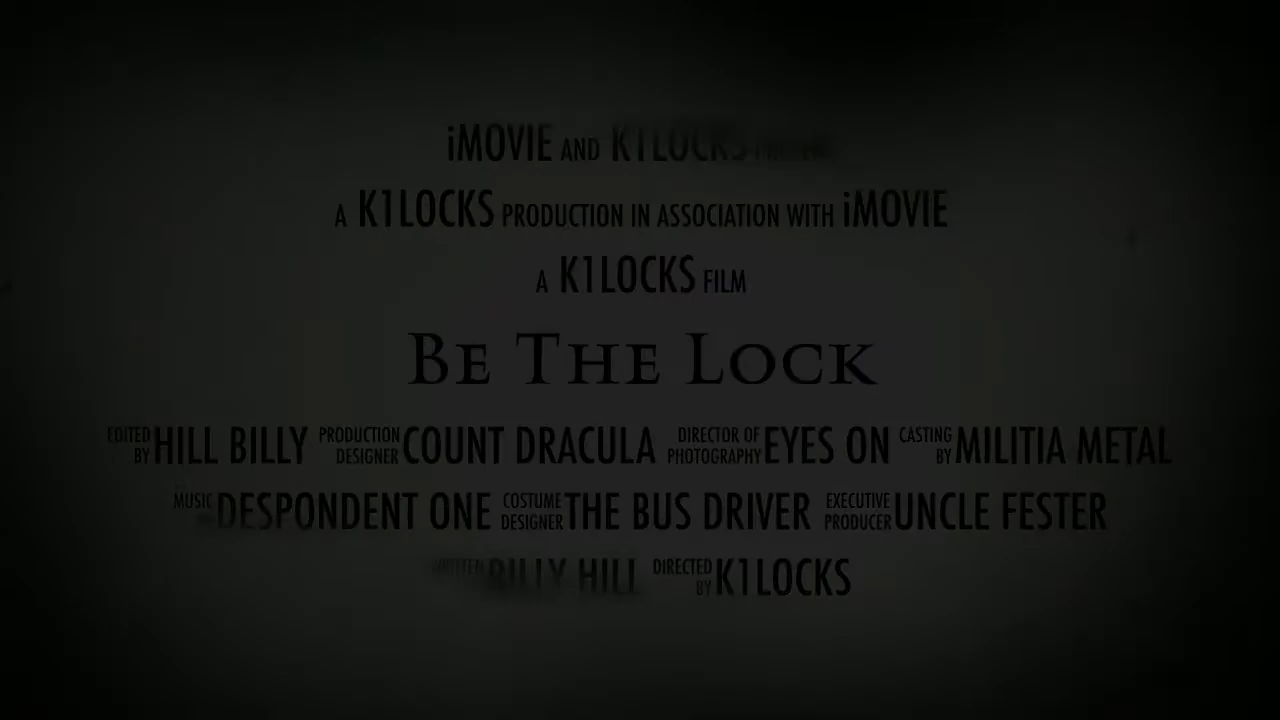 iMOVIE AND K1LOCKS
A K1LOCKS PRODUCTION IN ASSOCIATION WITH iMOVIE
A K1LOCKS FILM
BE THE LOCK
EDITED BY HILL BILLY PRODUCTION DESIGNER COUNT DRACULA DIRECTOR OF PHOTOGRAPHY EYES ON CASTING BY MILITIA METAL
MUSIC DESPONDENT ONE COSTUME DESIGNER THE BUS DRIVER EXECUTIVE PRODUCER UNCLE FESTER
WRITTEN BILLY HILL DIRECTED BY K1LOCKS